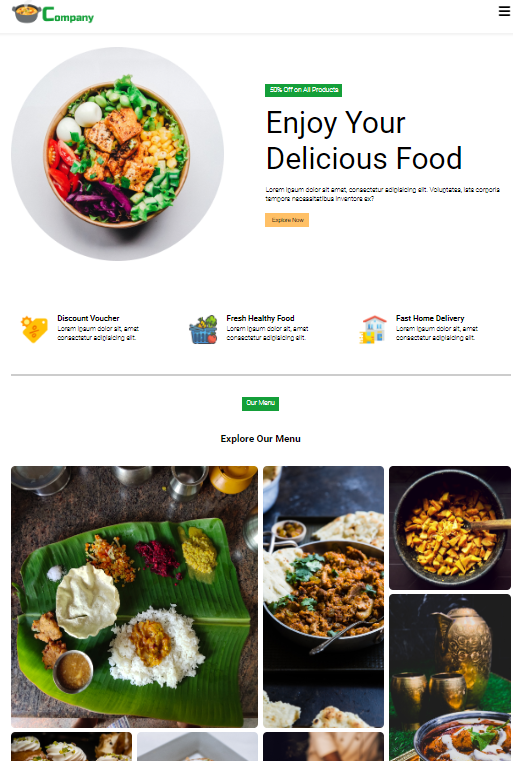 Company
50% Off on All Products
Enjoy Your
Delicious Food
Lorem ipsum dolor sit amet, consectetur adipisicing elit. Voluptates, iste corporis
tempore necessitatibus inventore ex?
Explore Now
Discount Voucher
Lorem ipsum dolor sit, amet
consectetur adipisicing elit.
Fresh Healthy Food
Lorem ipsum dolor sit, amet
consectetur adipisicing elit.
Fast Home Delivery
Lorem ipsum dolor sit, amet
consectetur adipisicing elit.
Our Menu
Explore Our Menu